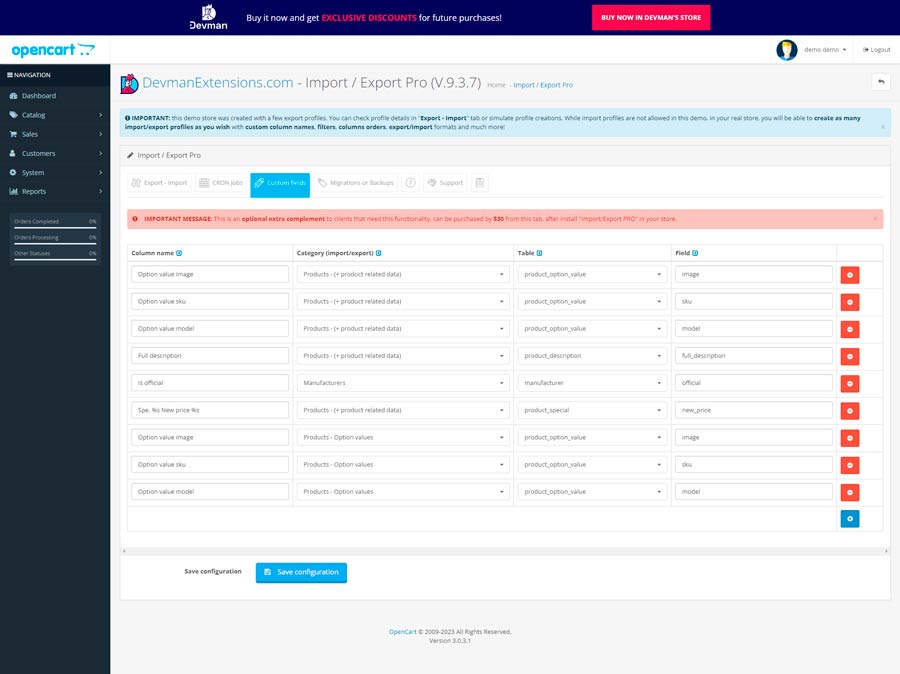 Devman
Buy it now and get EXCLUSIVE DISCOUNTS for future purchases!
BUY NOW IN DEVMAN'S STORE
opencart
demo demo
Logout
NAVIGATION
Dashboard
Catalog
Sales
Customers
System
Reports
Orders Completed 0%
Orders Processing 0%
Other Statuses 0%
DevmanExtensions.com - Import / Export Pro (V.9.3.7)
Home › Import / Export Pro
IMPORTANT: this demo store was created with a few export profiles. You can check profile details in "Export - Import" tab or simulate profile creations. While import profiles are not allowed in this demo, in your real store, you will be able to create as many
import/export profiles as you wish with custom column names, filters, columns orders, export/import formats and much more!
×
Import / Export Pro
Export - Import
CRON Jobs
Custom fields
Migrations or Backups
Support
IMPORTANT MESSAGE: This is an optional extra complement to clients that need this functionality, can be purchased by $30 from this tab, after install "Import/Export PRO" in your store.
×
Column name Category (import/export) Table Field
Option value image Products - (+ product related data) product_option_value image
Option value sku Products - (+ product related data) product_option_value sku
Option value model Products - (+ product related data) product_option_value model
Full description Products - (+ product related data) product_description full_description
Is official Manufacturers manufacturer official
Spe. %s New price %s Products - (+ product related data) product_special new_price
Option value image Products - Option values product_option_value image
Option value sku Products - Option values product_option_value sku
Option value model Products - Option values product_option_value model
Save configuration
Save configuration
OpenCart © 2009-2023 All Rights Reserved.
Version 3.0.3.1